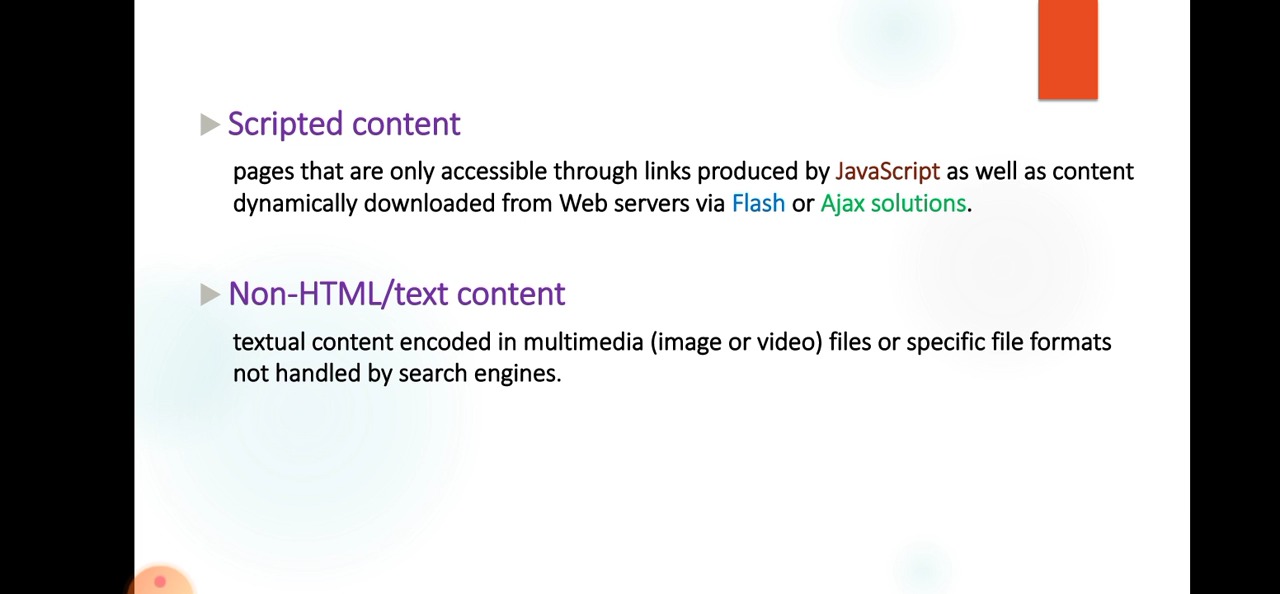 Scripted content
pages that are only accessible through links produced by JavaScript as well as content
dynamically downloaded from Web servers via Flash or Ajax solutions.
Non-HTML/text content
textual content encoded in multimedia (image or video) files or specific file formats
not handled by search engines.